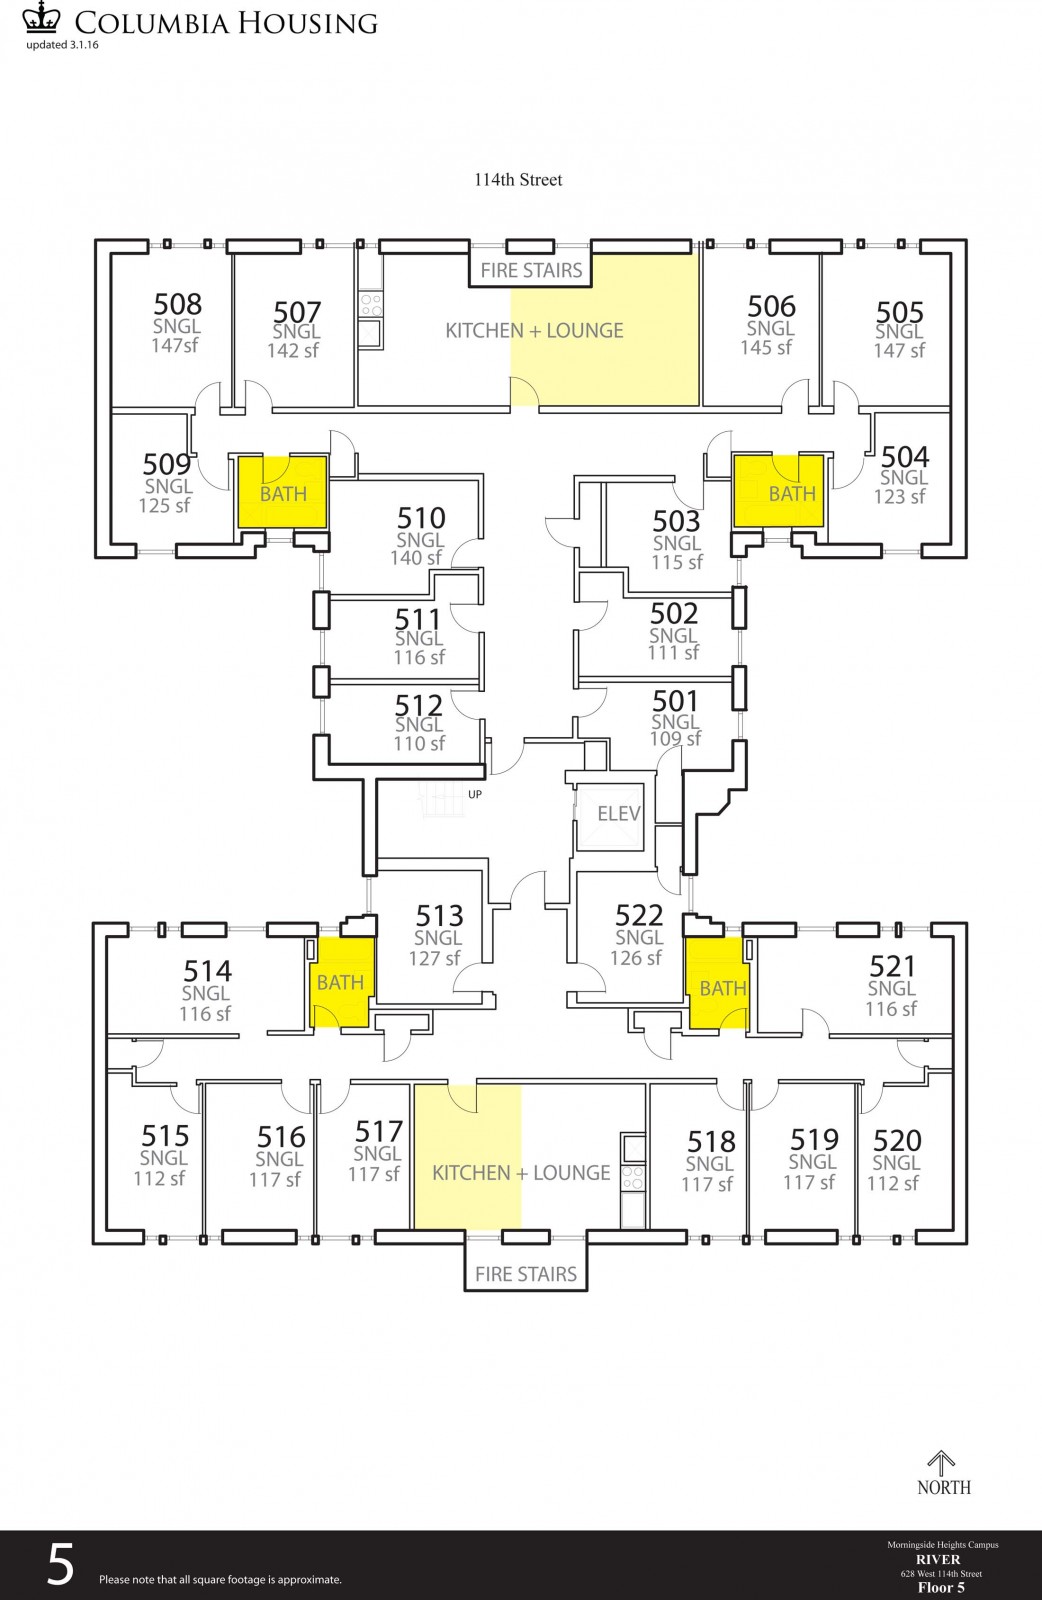 COLUMBIA HOUSING
updated 3.1.16
114th Street
FIRE STAIRS
508
SNGL
147sf
507
SNGL
142 sf
KITCHEN + LOUNGE
506
SNGL
145 sf
505
SNGL
147 sf
509
SNGL
125 sf
BATH
BATH
504
SNGL
123 sf
510
SNGL
140 sf
503
SNGL
115 sf
511
SNGL
116 sf
502
SNGL
111 sf
512
SNGL
110 sf
501
SNGL
109 sf
UP
ELEV
513
SNGL
127 sf
522
SNGL
126 sf
514
SNGL
116 sf
BATH
BATH
521
SNGL
116 sf
515
SNGL
112 sf
516
SNGL
117 sf
517
SNGL
117 sf
KITCHEN + LOUNGE
518
SNGL
117 sf
519
SNGL
117 sf
520
SNGL
112 sf
FIRE STAIRS
NORTH
5
Please note that all square footage is approximate.
Morningside Heights Campus
RIVER
628 West 114th Street
Floor 5